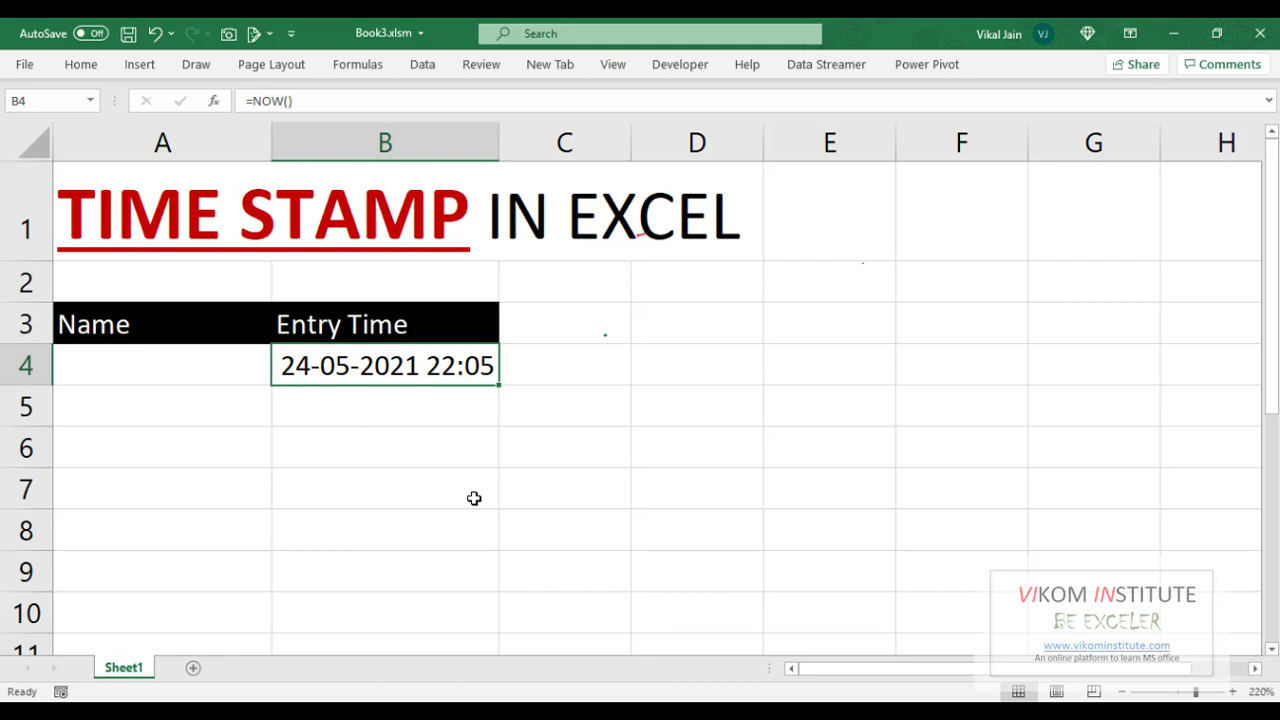 AutoSave Off Book3.xlsm Search Vikal Jain VJ
File Home Insert Draw Page Layout Formulas Data Review New Tab View Developer Help Data Streamer Power Pivot Share Comments
B4 fx =NOW()
A B C D E F G H
1 TIME STAMP IN EXCEL
2
3 Name Entry Time
4 24-05-2021 22:05
5
6
7
8
9
10
11
VIKOM INSTITUTE
BE EXCELER
www.vikominstitute.com
An online platform to learn MS office
Sheet1
Ready 220%